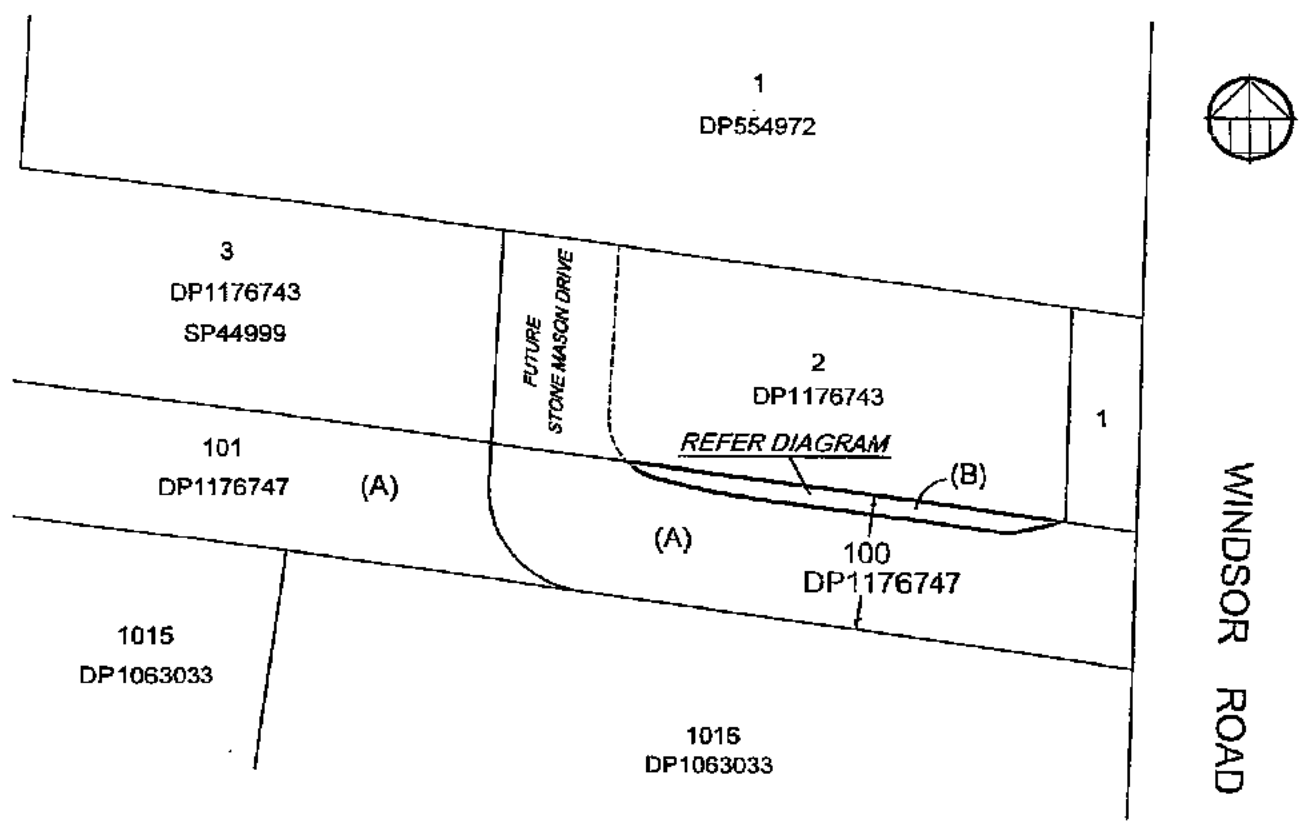 1
DP554972
3
DP1176743
SP44999
FUTURE
STONE MASON DRIVE
2
DP1176743
1
REFER DIAGRAM
(B)
101
DP1176747
(A)
(A)
100
DP1176747
1015
DP1063033
1015
DP1063033
WINDSOR ROAD